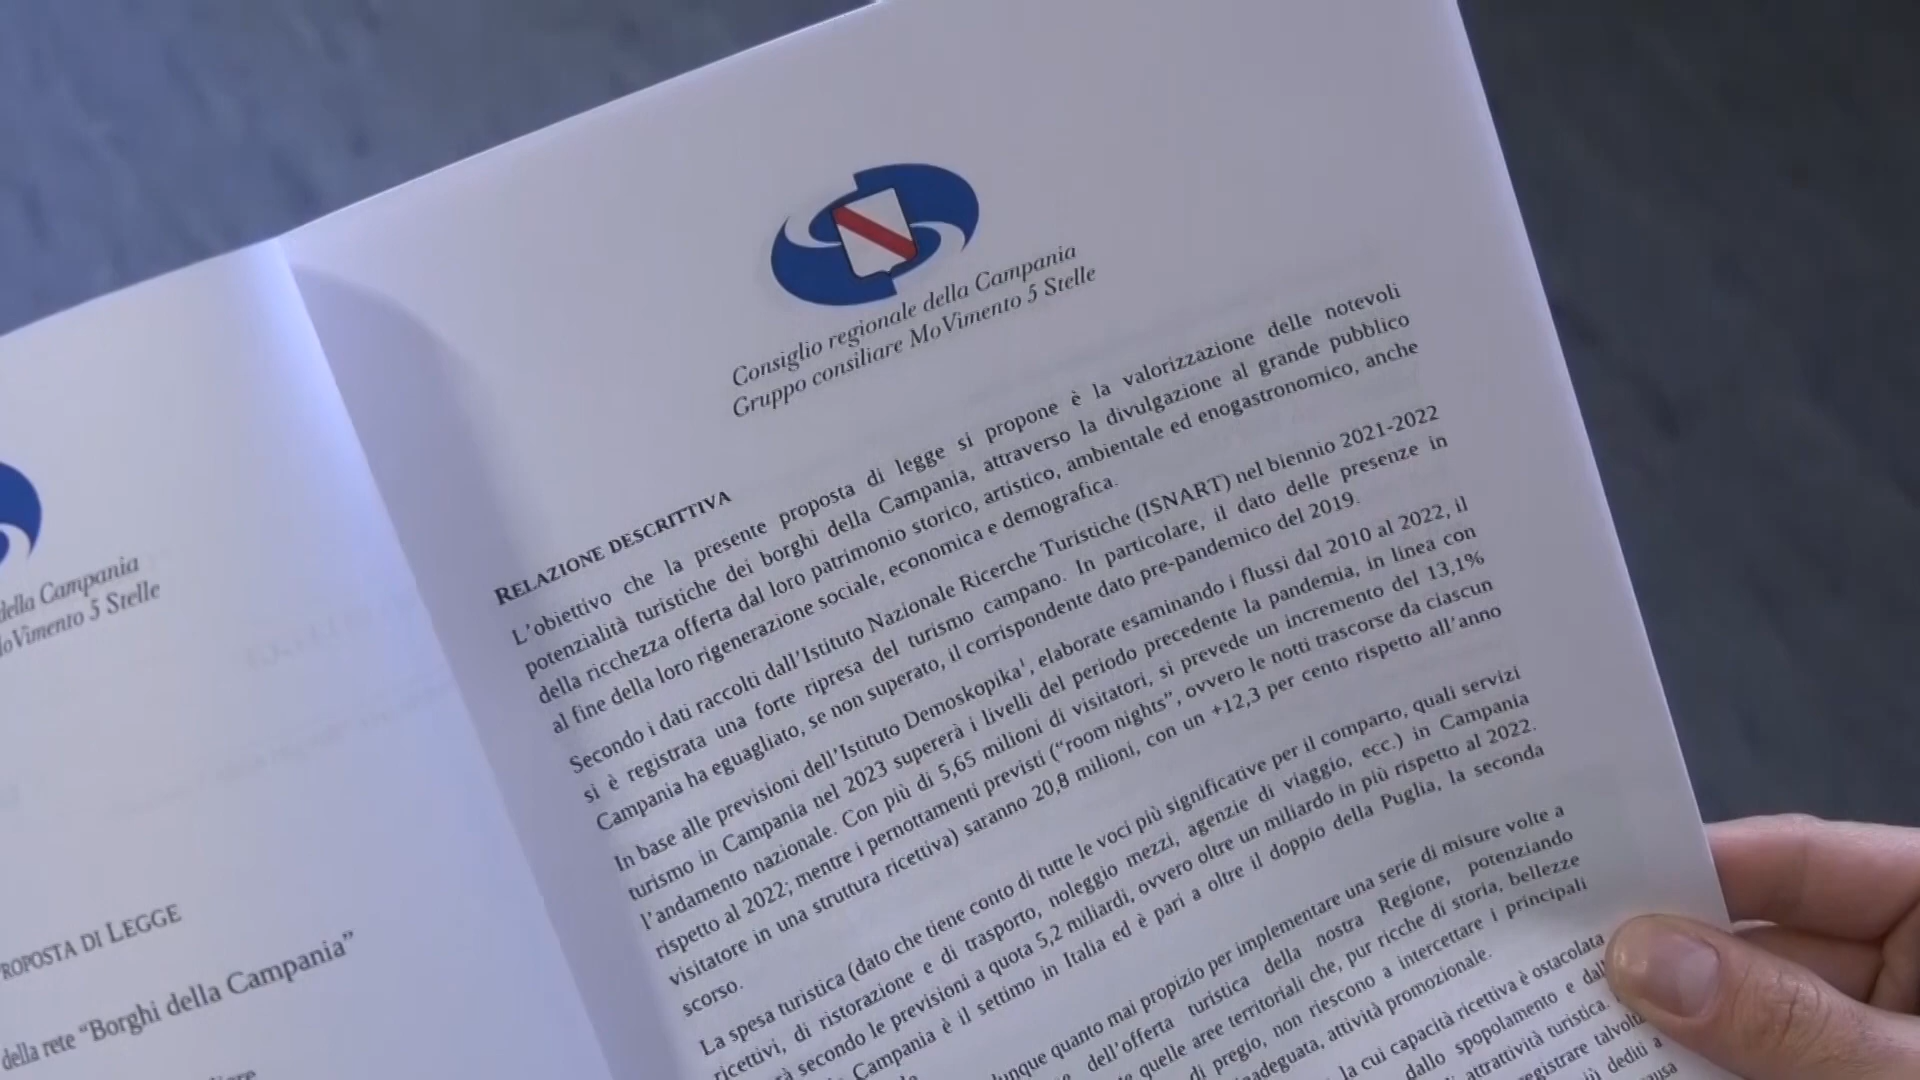 della Campania
MoVimento 5 Stelle
PROPOSTA DI LEGGE
della rete “Borghi della Campania”
Consiglio regionale della Campania
Gruppo consiliare MoVimento 5 Stelle
RELAZIONE DESCRITTIVA
L'obiettivo che la presente proposta di legge si propone è la valorizzazione delle notevoli
potenzialità turistiche dei borghi della Campania, attraverso la divulgazione al grande pubblico
della ricchezza offerta dal loro patrimonio storico, artistico, ambientale ed enogastronomico, anche
al fine della loro rigenerazione sociale, economica e demografica.
Secondo i dati raccolti dall'Istituto Nazionale Ricerche Turistiche (ISNART) nel biennio 2021-2022
si è registrata una forte ripresa del turismo campano. In particolare, il dato delle presenze in
Campania ha eguagliato, se non superato, il corrispondente dato pre-pandemico del 2019.
In base alle previsioni dell'Istituto Demoskopika¹, elaborate esaminando i flussi dal 2010 al 2022, il
turismo in Campania nel 2023 supererà i livelli del periodo precedente la pandemia, in linea con
l'andamento nazionale. Con più di 5,65 milioni di visitatori, si prevede un incremento del 13,1%
rispetto al 2022; mentre i pernottamenti previsti (“room nights”, ovvero le notti trascorse da ciascun
visitatore in una struttura ricettiva) saranno 20,8 milioni, con un +12,3 per cento rispetto all'anno
scorso.
La spesa turistica (dato che tiene conto di tutte le voci più significative per il comparto, quali servizi
ricettivi, di ristorazione e di trasporto, noleggio mezzi, agenzie di viaggio, ecc.) in Campania
secondo le previsioni a quota 5,2 miliardi, ovvero oltre un miliardo in più rispetto al 2022.
Campania è il settimo in Italia ed è pari a oltre il doppio della Puglia, la seconda
quanto mai propizio per implementare una serie di misure volte a
dell'offerta turistica della nostra Regione, potenziando
quelle aree territoriali che, pur ricche di storia, bellezze
di pregio, non riescono a intercettare i principali
inadeguata, attività promozionale.
la cui capacità ricettiva è ostacolata
dallo spopolamento e dall
attrattività turistica.
registrare talvolta
dediti a